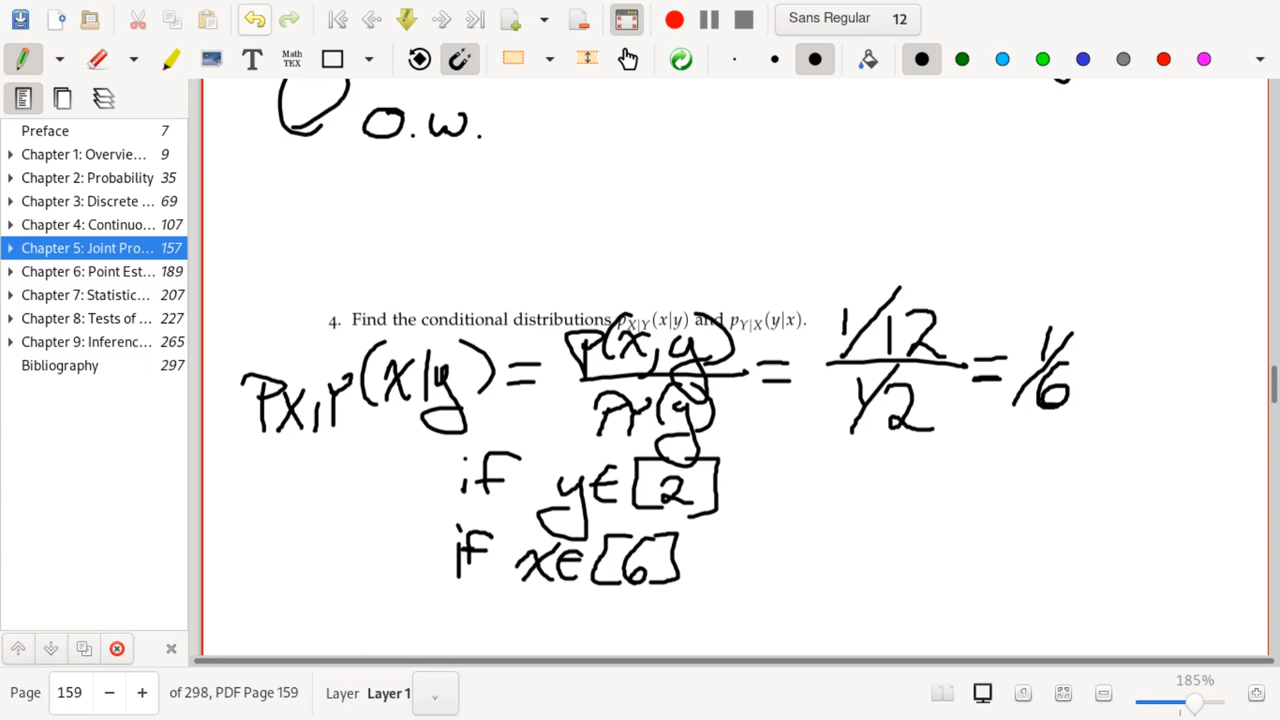 Sans Regular 12
Math
TEX
Preface 7
Chapter 1: Overvie... 9
Chapter 2: Probability 35
Chapter 3: Discrete ... 69
Chapter 4: Continuo... 107
Chapter 5: Joint Pro... 157
Chapter 6: Point Est... 189
Chapter 7: Statistic... 207
Chapter 8: Tests of ... 227
Chapter 9: Inferenc... 265
Bibliography 297
0 O.W.
4. Find the conditional distributions p_{X|Y}(x|y) and p_{Y|X}(y|x).
P_{X,Y}(x|y) = P(x,y) / P_Y(y) = 1/12 / 1/2 = 1/6
if y ∈ [2]
if x ∈ [6]
Page 159 − + of 298, PDF Page 159 Layer Layer 1 185%